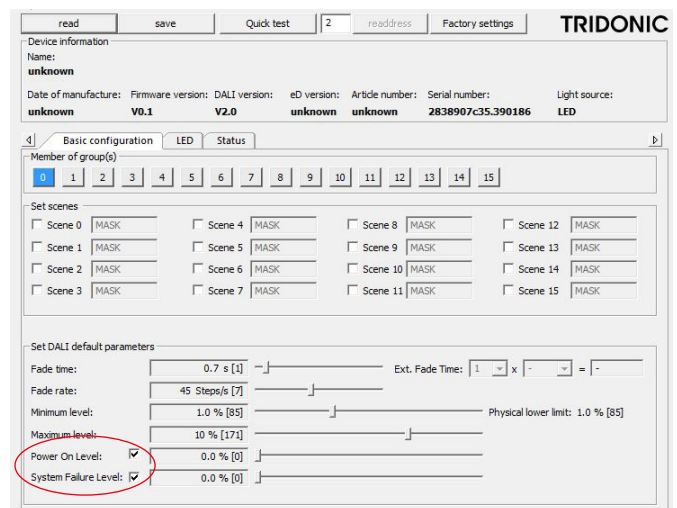 read save Quick test 2 readdress Factory settings TRIDONIC
Device information
Name:
unknown
Date of manufacture: Firmware version: DALI version: eD version: Article number: Serial number: Light source:
unknown V0.1 V2.0 unknown unknown 2838907c35.390186 LED
Basic configuration LED Status
Member of group(s)
0 1 2 3 4 5 6 7 8 9 10 11 12 13 14 15
Set scenes
Scene 0 MASK Scene 4 MASK Scene 8 MASK Scene 12 MASK
Scene 1 MASK Scene 5 MASK Scene 9 MASK Scene 13 MASK
Scene 2 MASK Scene 6 MASK Scene 10 MASK Scene 14 MASK
Scene 3 MASK Scene 7 MASK Scene 11 MASK Scene 15 MASK
Set DALI default parameters
Fade time: 0.7 s [1] Ext. Fade Time: 1 x - = -
Fade rate: 45 Steps/s [7]
Minimum level: 1.0 % [85] Physical lower limit: 1.0 % [85]
Maximum level: 10 % [171]
Power On Level: 0.0 % [0]
System Failure Level: 0.0 % [0]